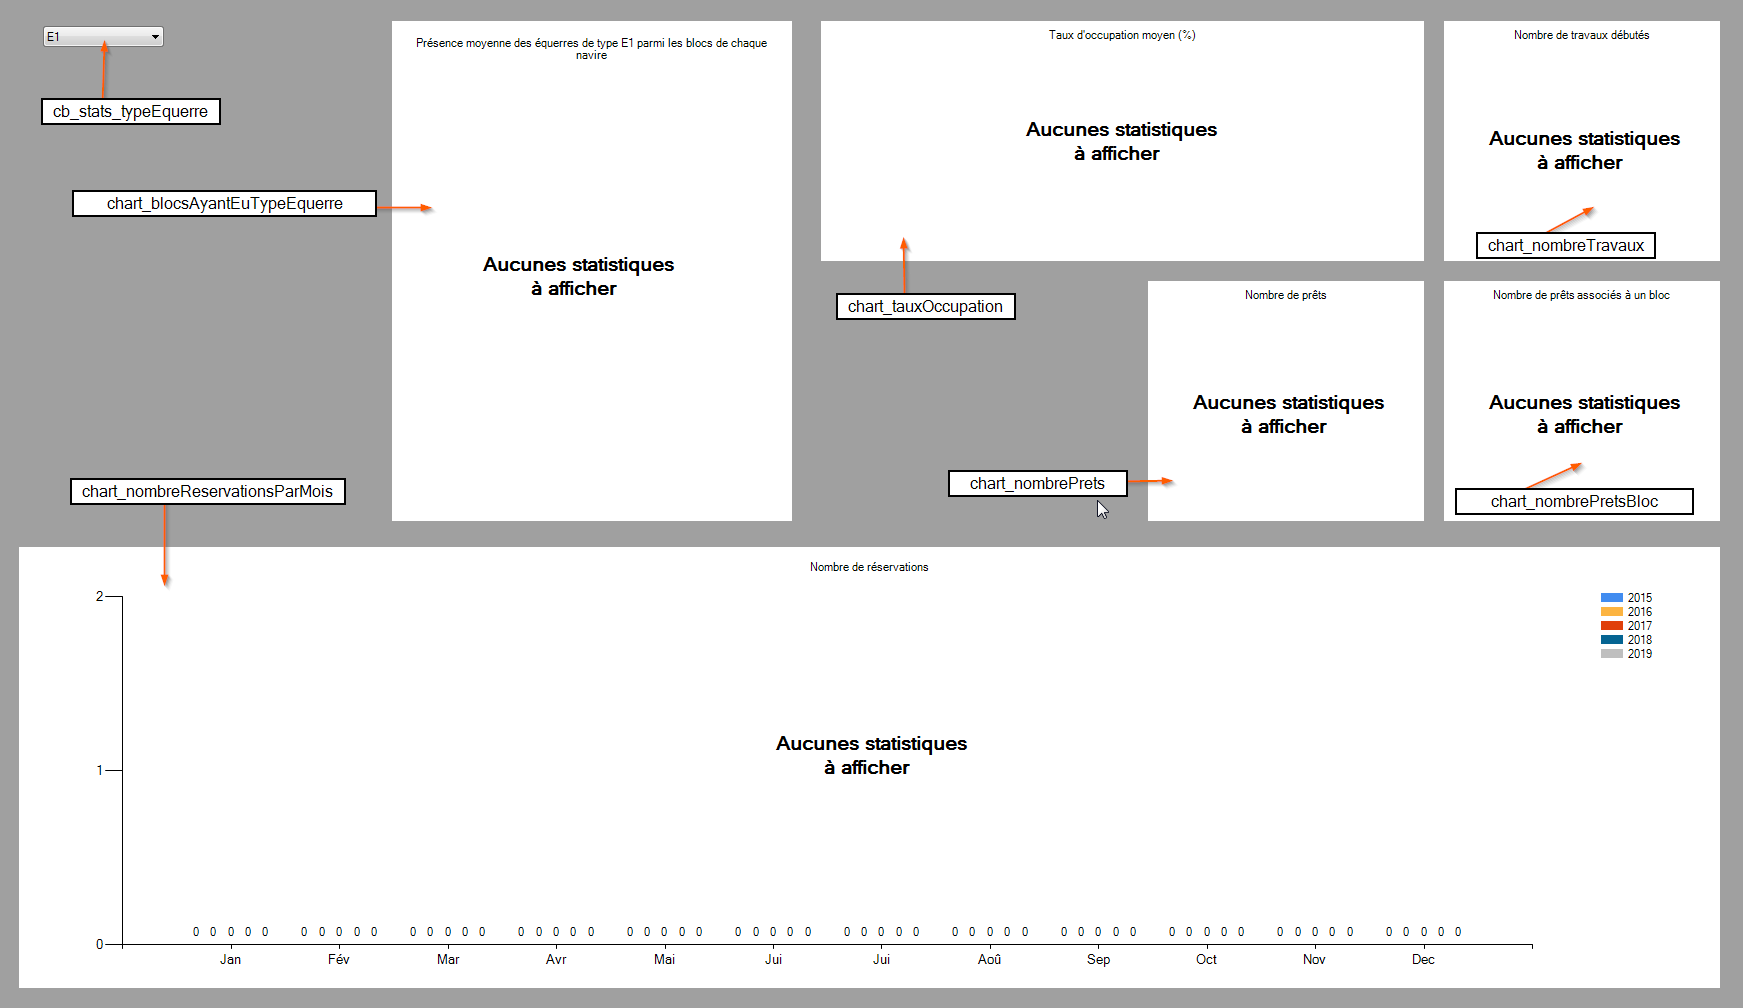 E1
cb_stats_typeEquerre
chart_blocsAyantEuTypeEquerre
Présence moyenne des équerres de type E1 parmi les blocs de chaque
navire
Aucunes statistiques
à afficher
Taux d'occupation moyen (%)
Aucunes statistiques
à afficher
chart_tauxOccupation
Nombre de travaux débutés
Aucunes statistiques
à afficher
chart_nombreTravaux
Nombre de prêts
Aucunes statistiques
à afficher
chart_nombrePrets
Nombre de prêts associés à un bloc
Aucunes statistiques
à afficher
chart_nombrePretsBloc
chart_nombreReservationsParMois
Nombre de réservations
2
1
0
2015
2016
2017
2018
2019
Aucunes statistiques
à afficher
0 0 0 0 0 0 0 0 0 0 0 0 0 0 0 0 0 0 0 0 0 0 0 0 0 0 0 0 0 0 0 0 0 0 0 0 0 0 0 0 0 0 0 0 0 0 0 0 0 0 0 0 0 0 0 0 0 0 0 0
Jan Fév Mar Avr Mai Jui Jui Aoû Sep Oct Nov Dec